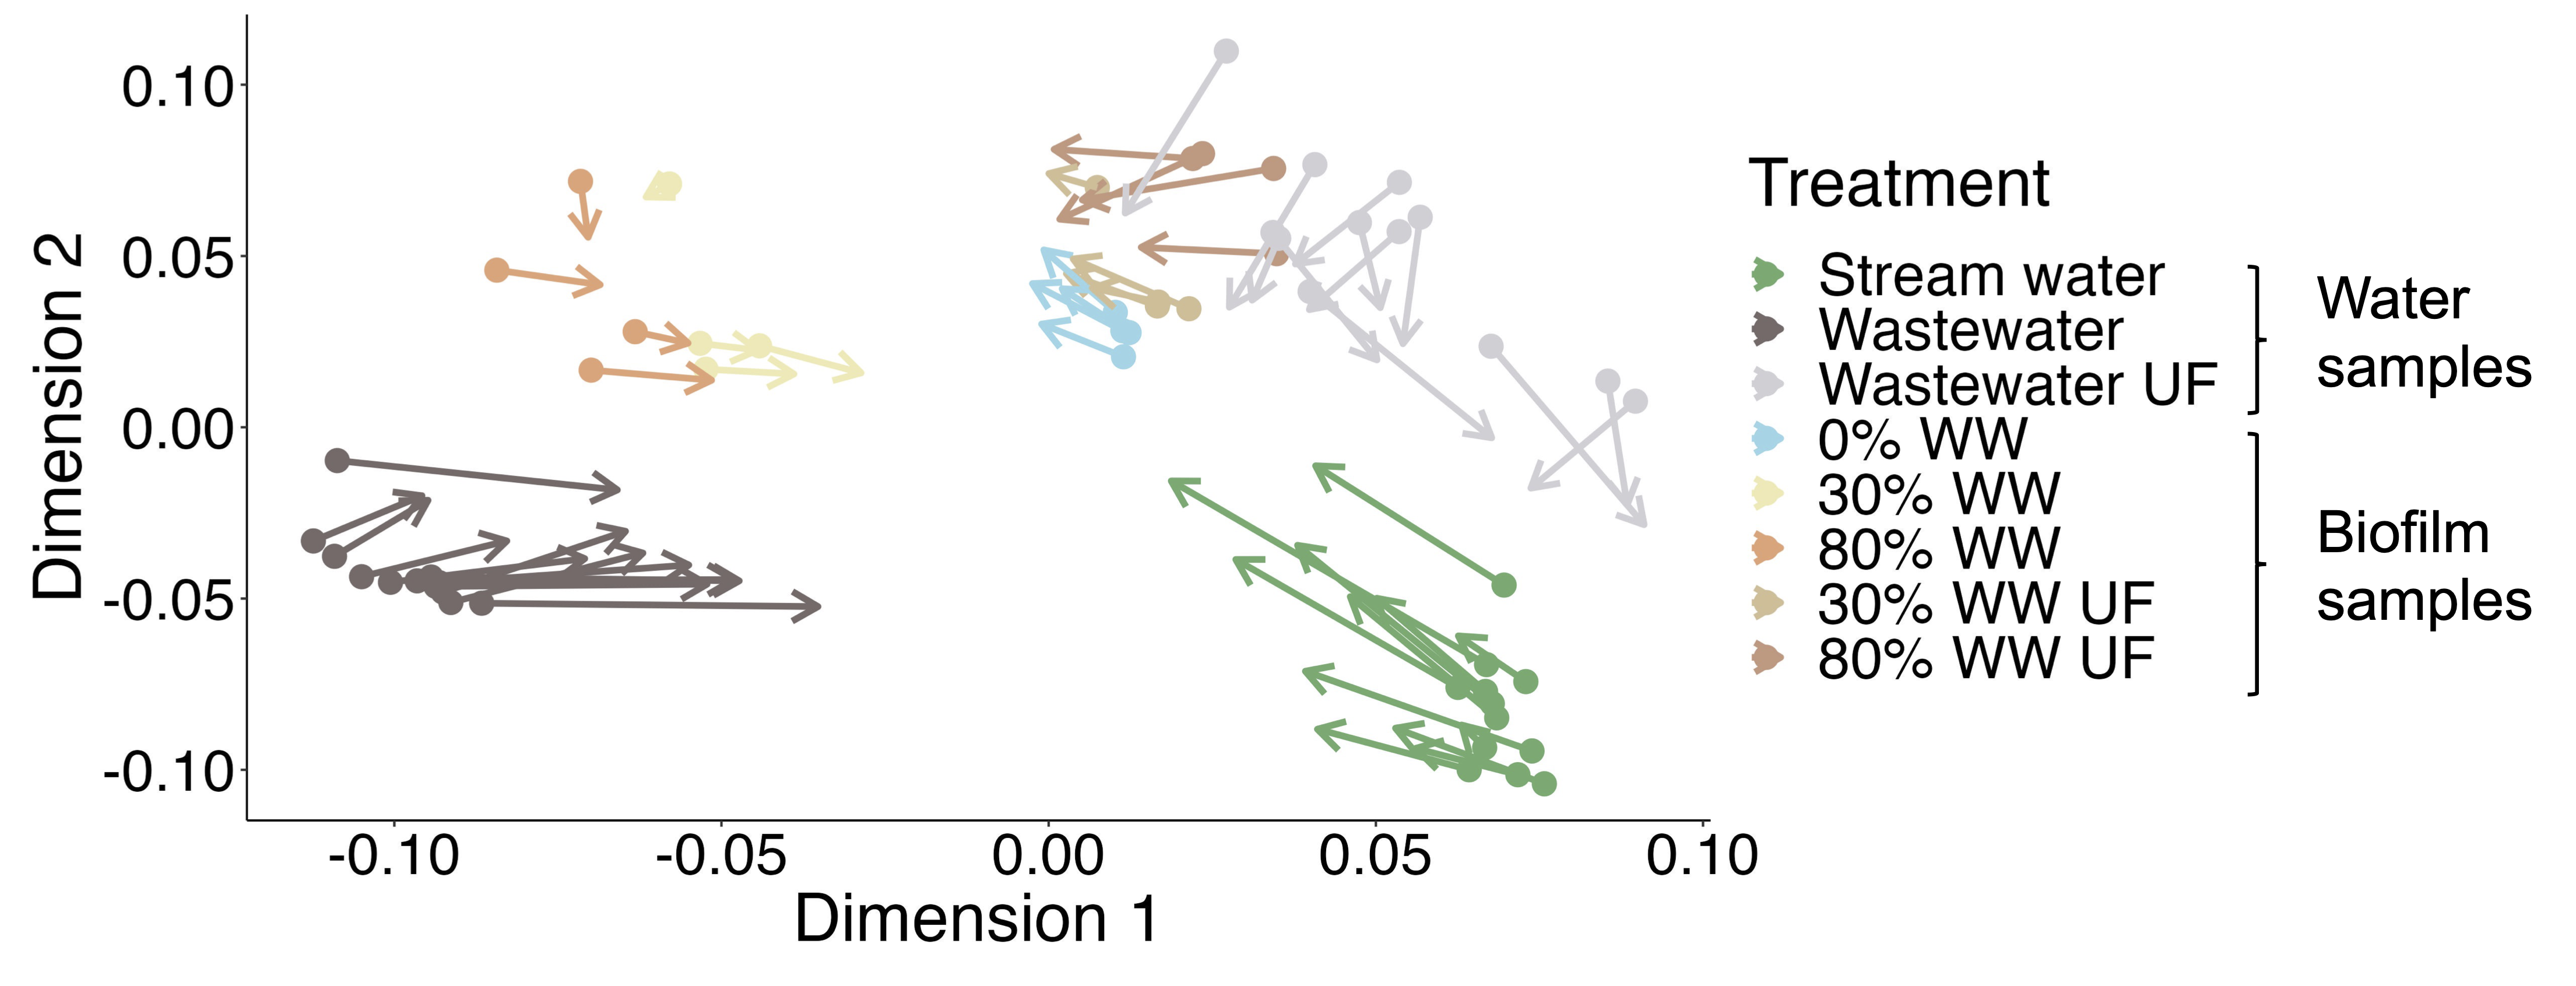 Dimension 2
0.10
0.05
0.00
-0.05
-0.10
-0.10
-0.05
0.00
0.05
0.10
Dimension 1
Treatment
Stream water
Wastewater
Wastewater UF
0% WW
30% WW
80% WW
30% WW UF
80% WW UF
Water
samples
Biofilm
samples